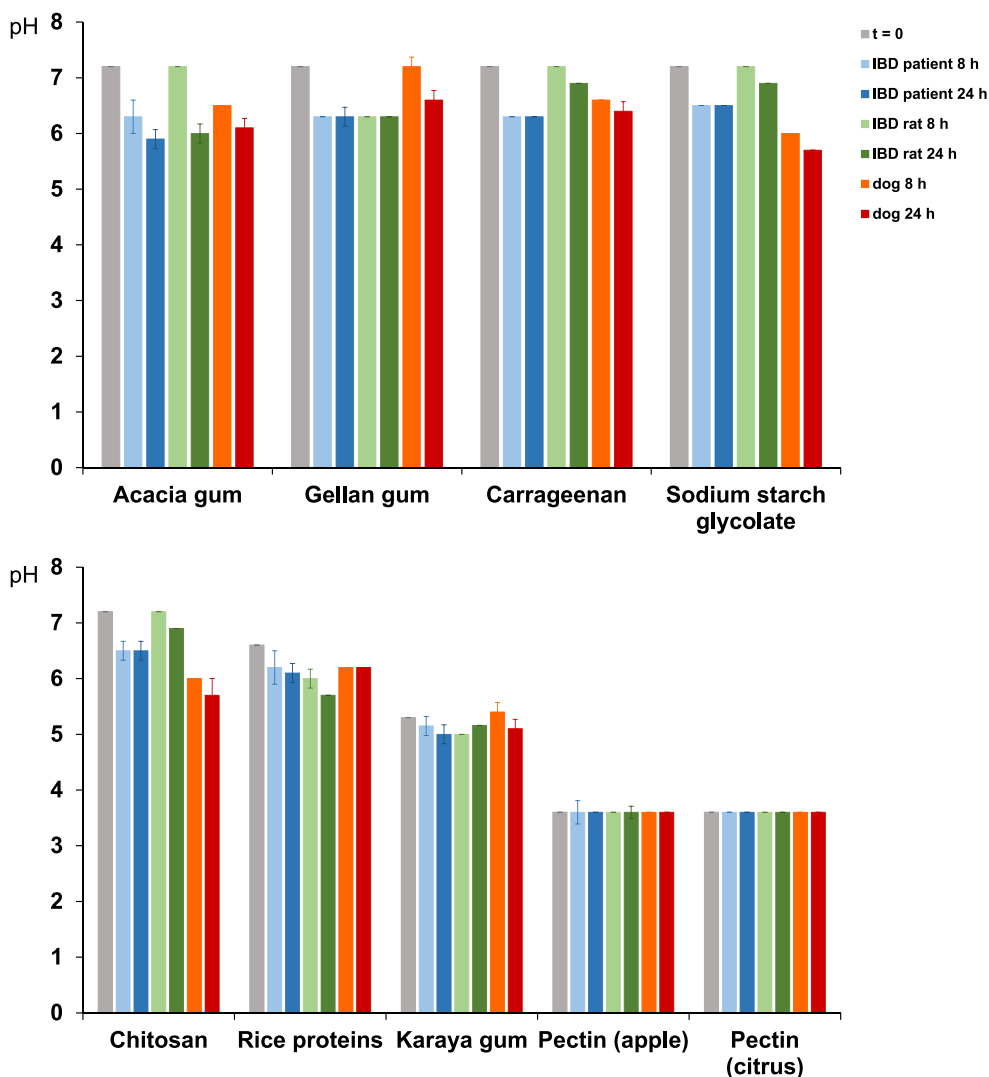 pH
8
7
6
5
4
3
2
1
0
Acacia gum
Gellan gum
Carrageenan
Sodium starch
glycolate
t = 0
IBD patient 8 h
IBD patient 24 h
IBD rat 8 h
IBD rat 24 h
dog 8 h
dog 24 h
pH
8
7
6
5
4
3
2
1
0
Chitosan
Rice proteins
Karaya gum
Pectin (apple)
Pectin
(citrus)